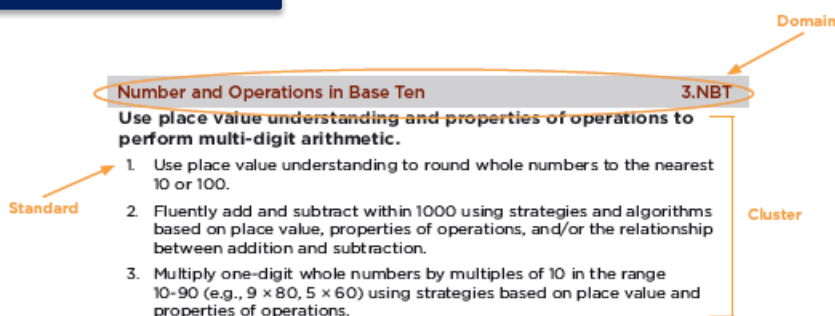 Domain
Number and Operations in Base Ten 3.NBT
Use place value understanding and properties of operations to
perform multi-digit arithmetic.
1. Use place value understanding to round whole numbers to the nearest
10 or 100.
Standard
2. Fluently add and subtract within 1000 using strategies and algorithms
based on place value, properties of operations, and/or the relationship
between addition and subtraction.
Cluster
3. Multiply one-digit whole numbers by multiples of 10 in the range
10-90 (e.g., 9 × 80, 5 × 60) using strategies based on place value and
properties of operations.